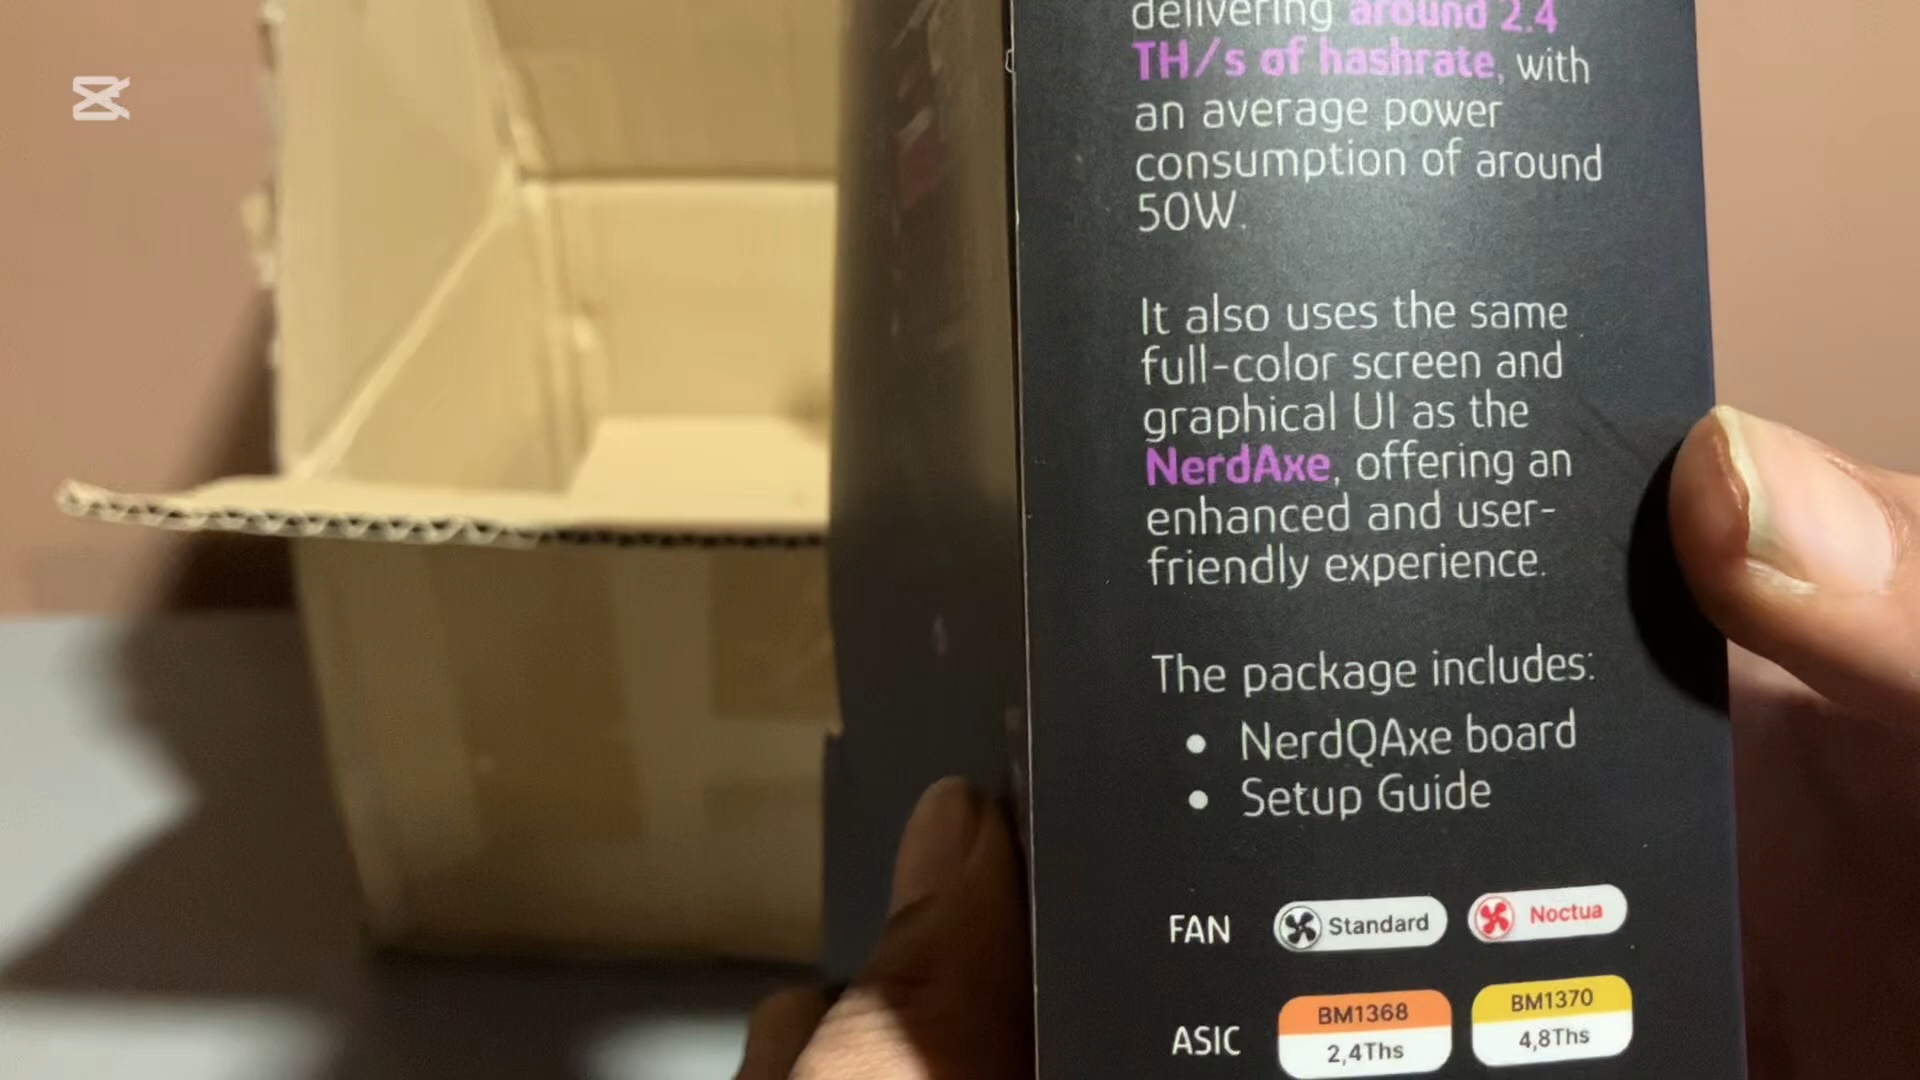 delivering around 2.4
TH/s of hashrate, with
an average power
consumption of around
50W.
It also uses the same
full-color screen and
graphical UI as the
NerdAxe, offering an
enhanced and user-
friendly experience.
The package includes:
• NerdQAxe board
• Setup Guide
FAN Standard Noctua
ASIC BM1368 BM1370
2,4Ths 4,8Ths